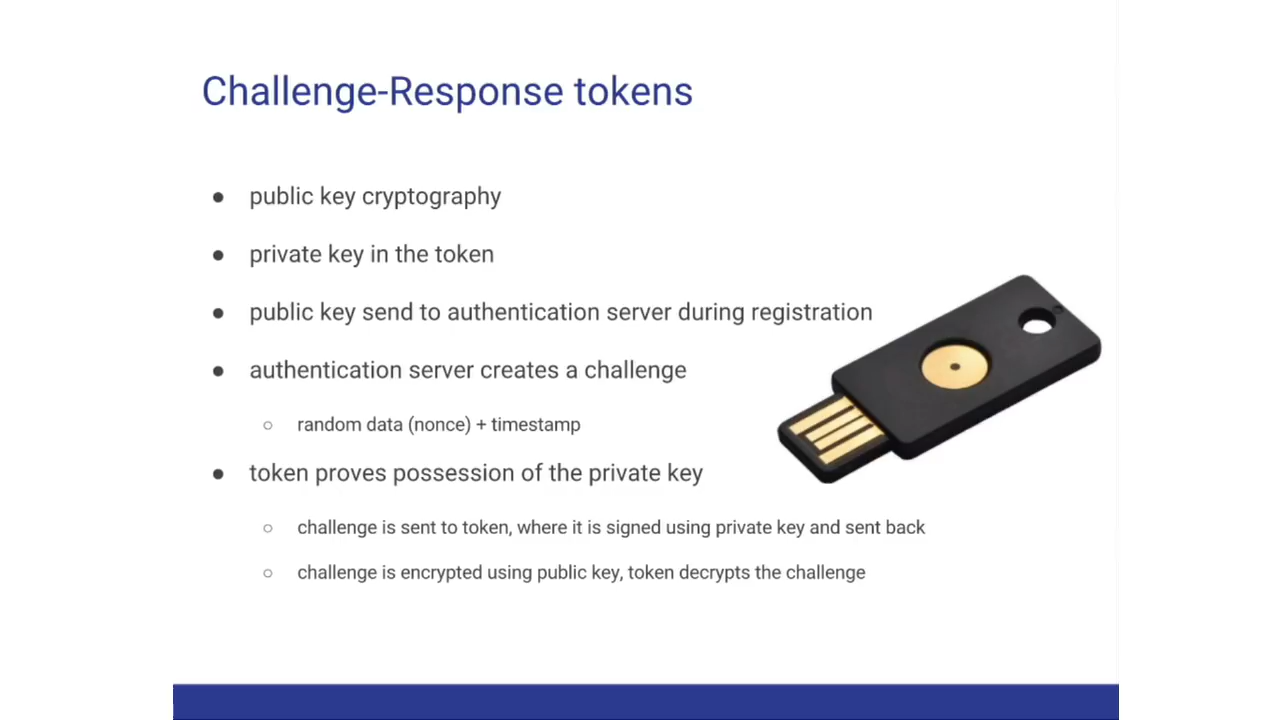 Challenge-Response tokens
● public key cryptography
● private key in the token
● public key send to authentication server during registration
● authentication server creates a challenge
○ random data (nonce) + timestamp
● token proves possession of the private key
○ challenge is sent to token, where it is signed using private key and sent back
○ challenge is encrypted using public key, token decrypts the challenge